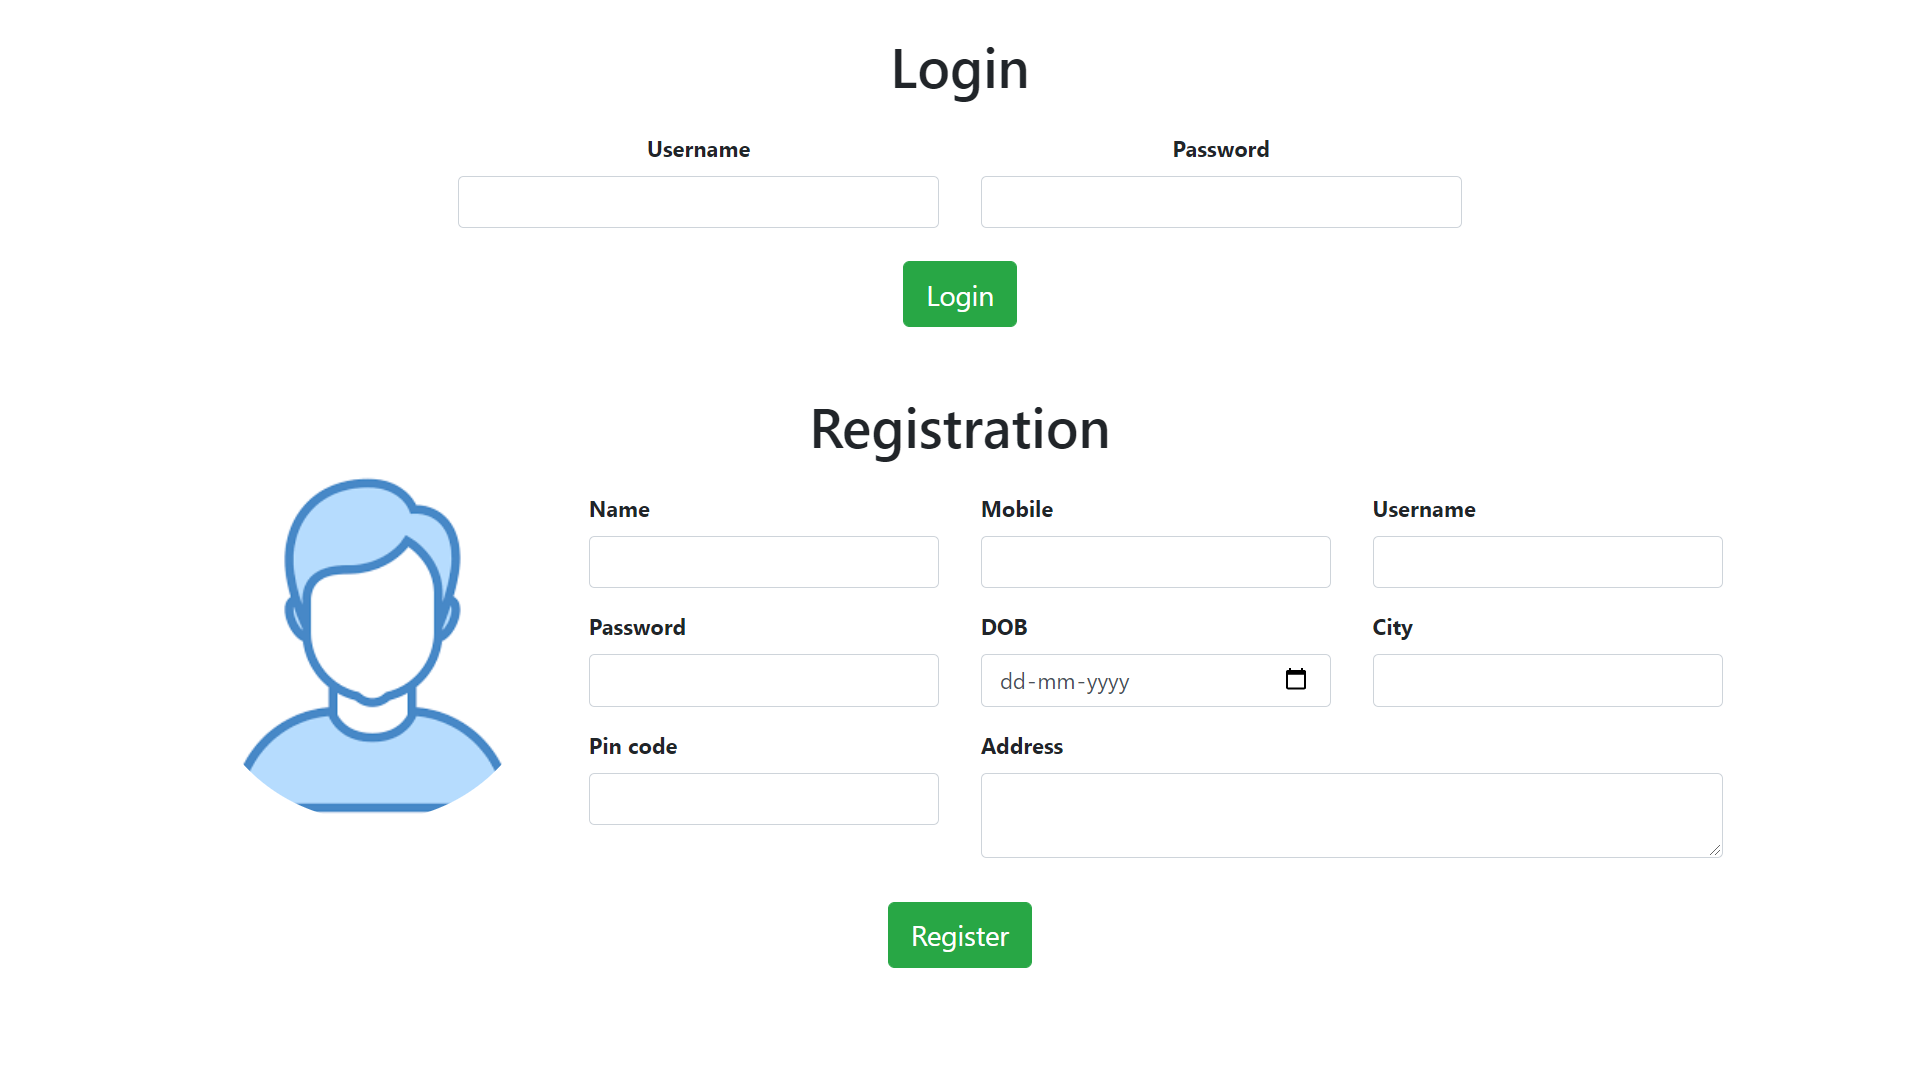 Login
Username Password
Login
Registration
Name Mobile Username
Password DOB City
dd-mm-yyyy
Pin code Address
Register